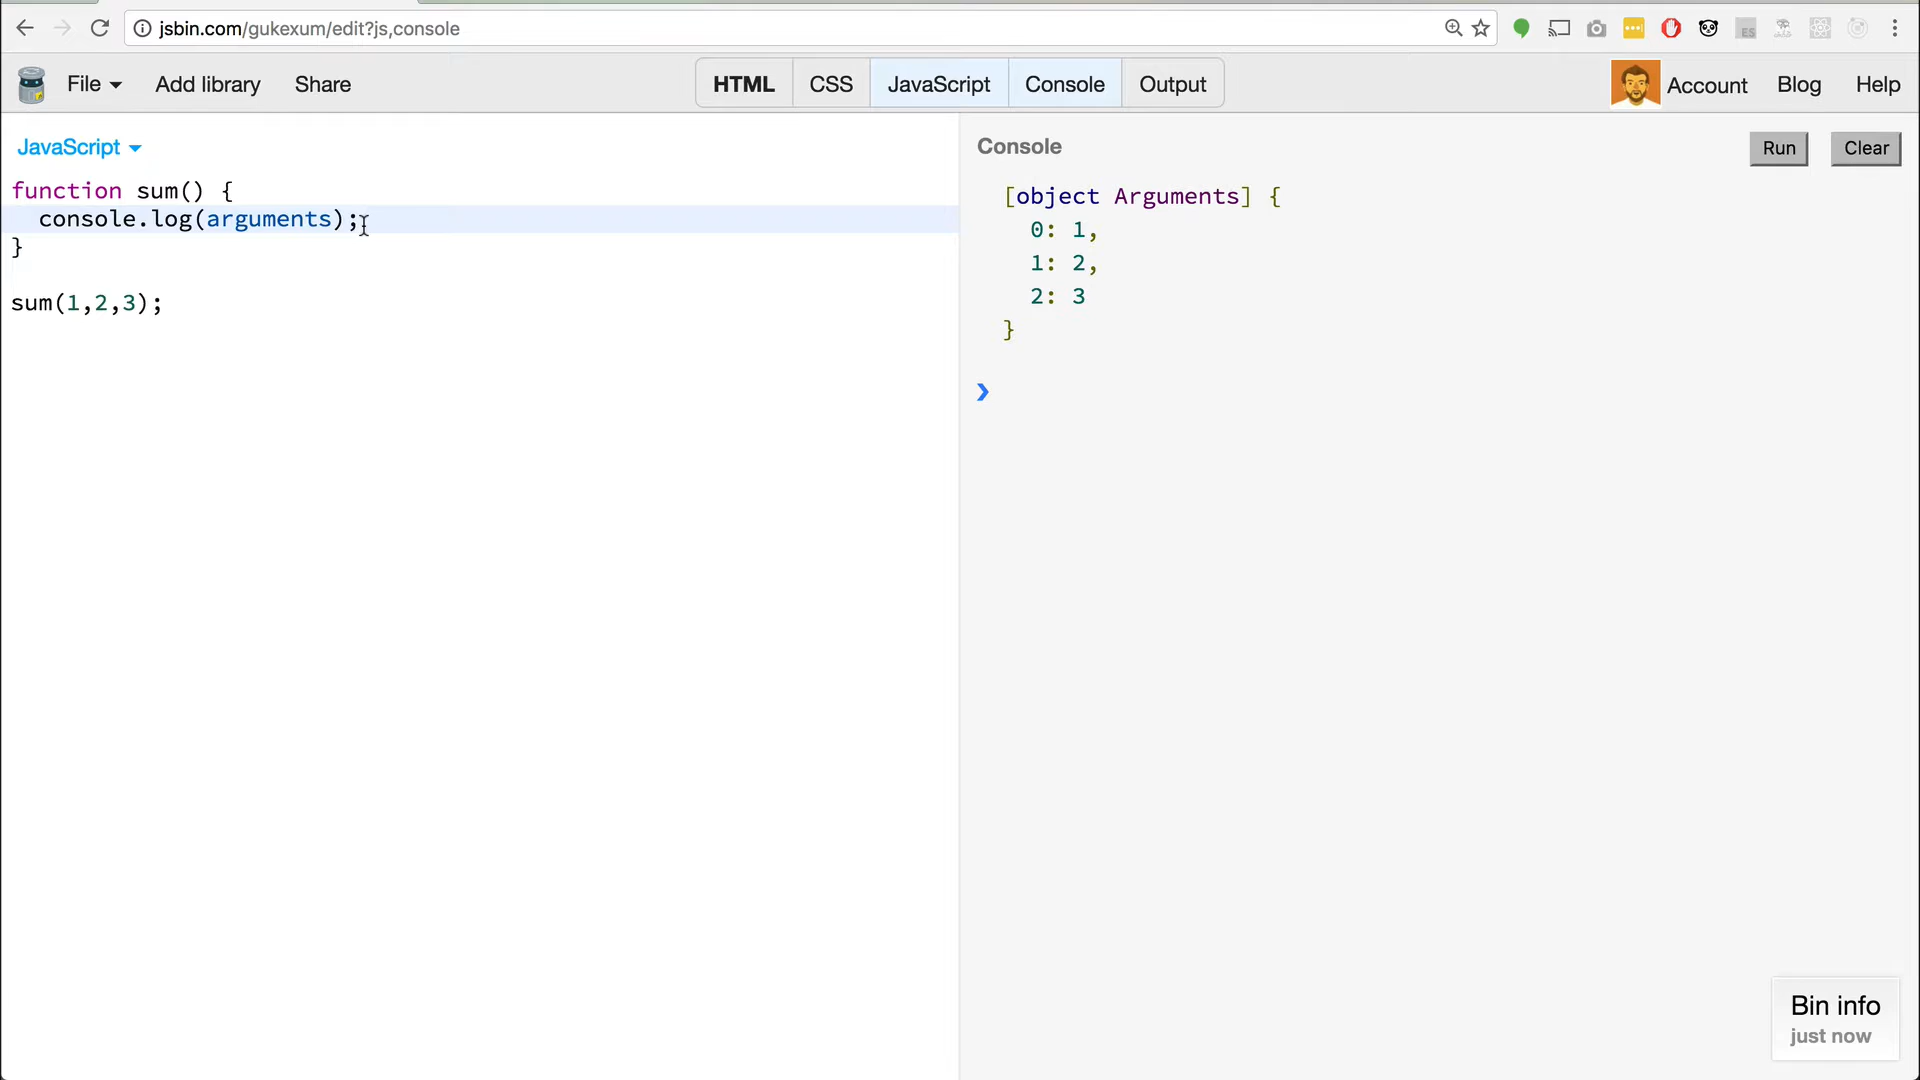 jsbin.com/gukexum/edit?js,console
File Add library Share HTML CSS JavaScript Console Output Account Blog Help
JavaScript
function sum() {
  console.log(arguments);
}
sum(1,2,3);
Console Run Clear
[object Arguments] {
  0: 1,
  1: 2,
  2: 3
}
❯
Bin info
just now